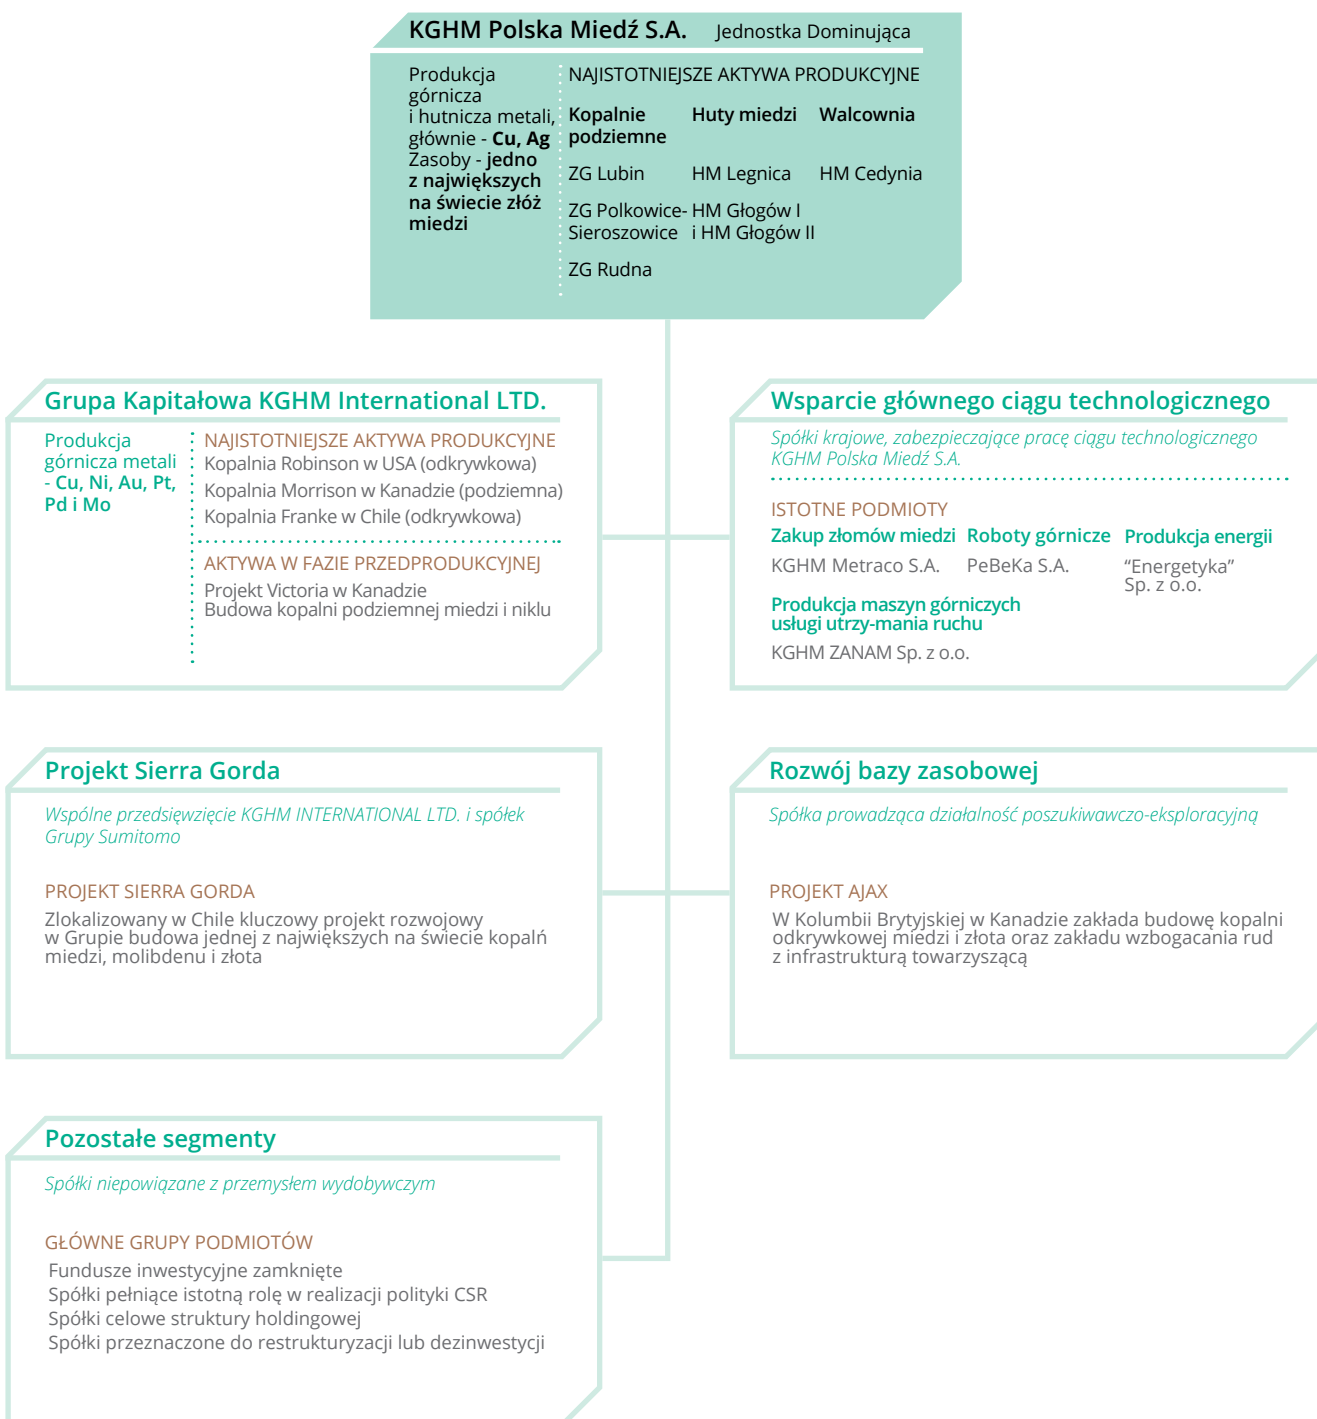 KGHM Polska Miedź S.A. Jednostka Dominująca
Produkcja
górnicza
i hutnicza metali,
głównie - Cu, Ag
Zasoby - jedno
z największych
na świecie złóż
miedzi
NAJISTOTNIEJSZE AKTYWA PRODUKCYJNE
Kopalnie
podziemne
ZG Lubin
ZG Polkowice-
Sieroszowice
ZG Rudna
Huty miedzi
HM Legnica
HM Głogów I
i HM Głogów II
Walcownia
HM Cedynia
Grupa Kapitałowa KGHM International LTD.
Produkcja
górnicza metali
- Cu, Ni, Au, Pt,
Pd i Mo
NAJISTOTNIEJSZE AKTYWA PRODUKCYJNE
Kopalnia Robinson w USA (odkrywkowa)
Kopalnia Morrison w Kanadzie (podziemna)
Kopalnia Franke w Chile (odkrywkowa)
AKTYWA W FAZIE PRZEDPRODUKCYJNEJ
Projekt Victoria w Kanadzie
Budowa kopalni podziemnej miedzi i niklu
Wsparcie głównego ciągu technologicznego
Spółki krajowe, zabezpieczające pracę ciągu technologicznego
KGHM Polska Miedź S.A.
ISTOTNE PODMIOTY
Zakup złomów miedzi
KGHM Metraco S.A.
Roboty górnicze
PeBeKa S.A.
Produkcja energii
“Energetyka”
Sp. z o.o.
Produkcja maszyn górniczych
usługi utrzy-mania ruchu
KGHM ZANAM Sp. z o.o.
Projekt Sierra Gorda
Wspólne przedsięwzięcie KGHM INTERNATIONAL LTD. i spółek
Grupy Sumitomo
PROJEKT SIERRA GORDA
Zlokalizowany w Chile kluczowy projekt rozwojowy
w Grupie budowa jednej z największych na świecie kopalń
miedzi, molibdenu i złota
Rozwój bazy zasobowej
Spółka prowadząca działalność poszukiwawczo-eksploracyjną
PROJEKT AJAX
W Kolumbii Brytyjskiej w Kanadzie zakłada budowę kopalni
odkrywkowej miedzi i złota oraz zakładu wzbogacania rud
z infrastrukturą towarzyszącą
Pozostałe segmenty
Spółki niepowiązane z przemysłem wydobywczym
GŁÓWNE GRUPY PODMIOTÓW
Fundusze inwestycyjne zamknięte
Spółki pełniące istotną rolę w realizacji polityki CSR
Spółki celowe struktury holdingowej
Spółki przeznaczone do restrukturyzacji lub dezinwestycji